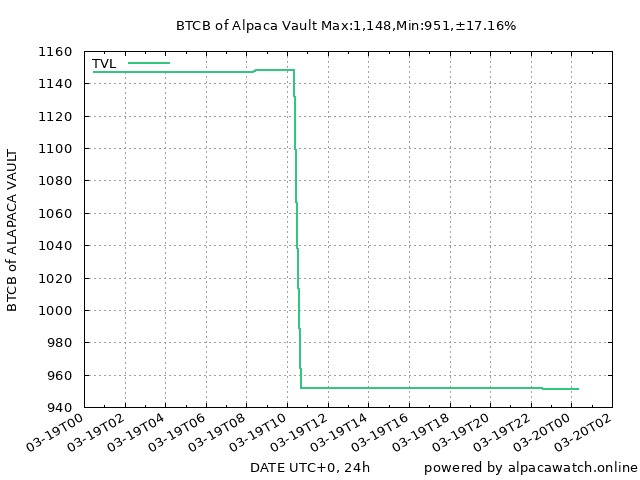 BTCB of Alpaca Vault Max:1,148,Min:951,±17.16%
TVL
1160
1140
1120
1100
1080
1060
1040
1020
1000
980
960
940
BTCB of ALAPACA VAULT
03-19T00
03-19T02
03-19T04
03-19T06
03-19T08
03-19T10
03-19T12
03-19T14
03-19T16
03-19T18
03-19T20
03-19T22
03-20T00
03-20T02
DATE UTC+0, 24h
powered by alpacawatch.online